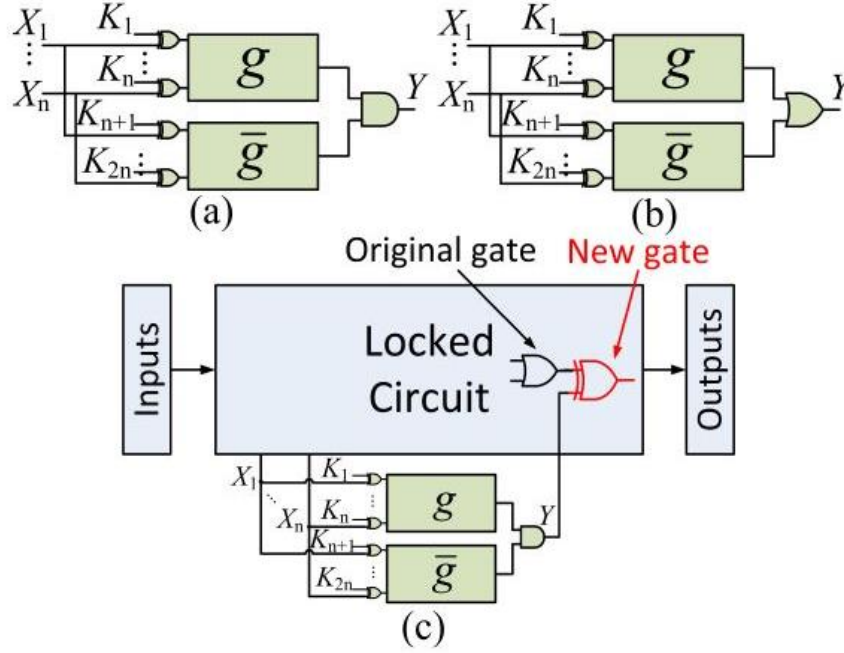 X₁ K₁ g
⋮ ⋮
Xₙ Kₙ Y
Kₙ₊₁ g̅
⋮
K₂ₙ
(a)
X₁ K₁ g
⋮ ⋮
Xₙ Kₙ Y
Kₙ₊₁ g̅
⋮
K₂ₙ
(b)
Original gate New gate
Inputs
Locked
Circuit
Outputs
X₁ K₁ g
⋱ ⋮
Xₙ Kₙ Y
Kₙ₊₁ g̅
⋮
K₂ₙ
(c)